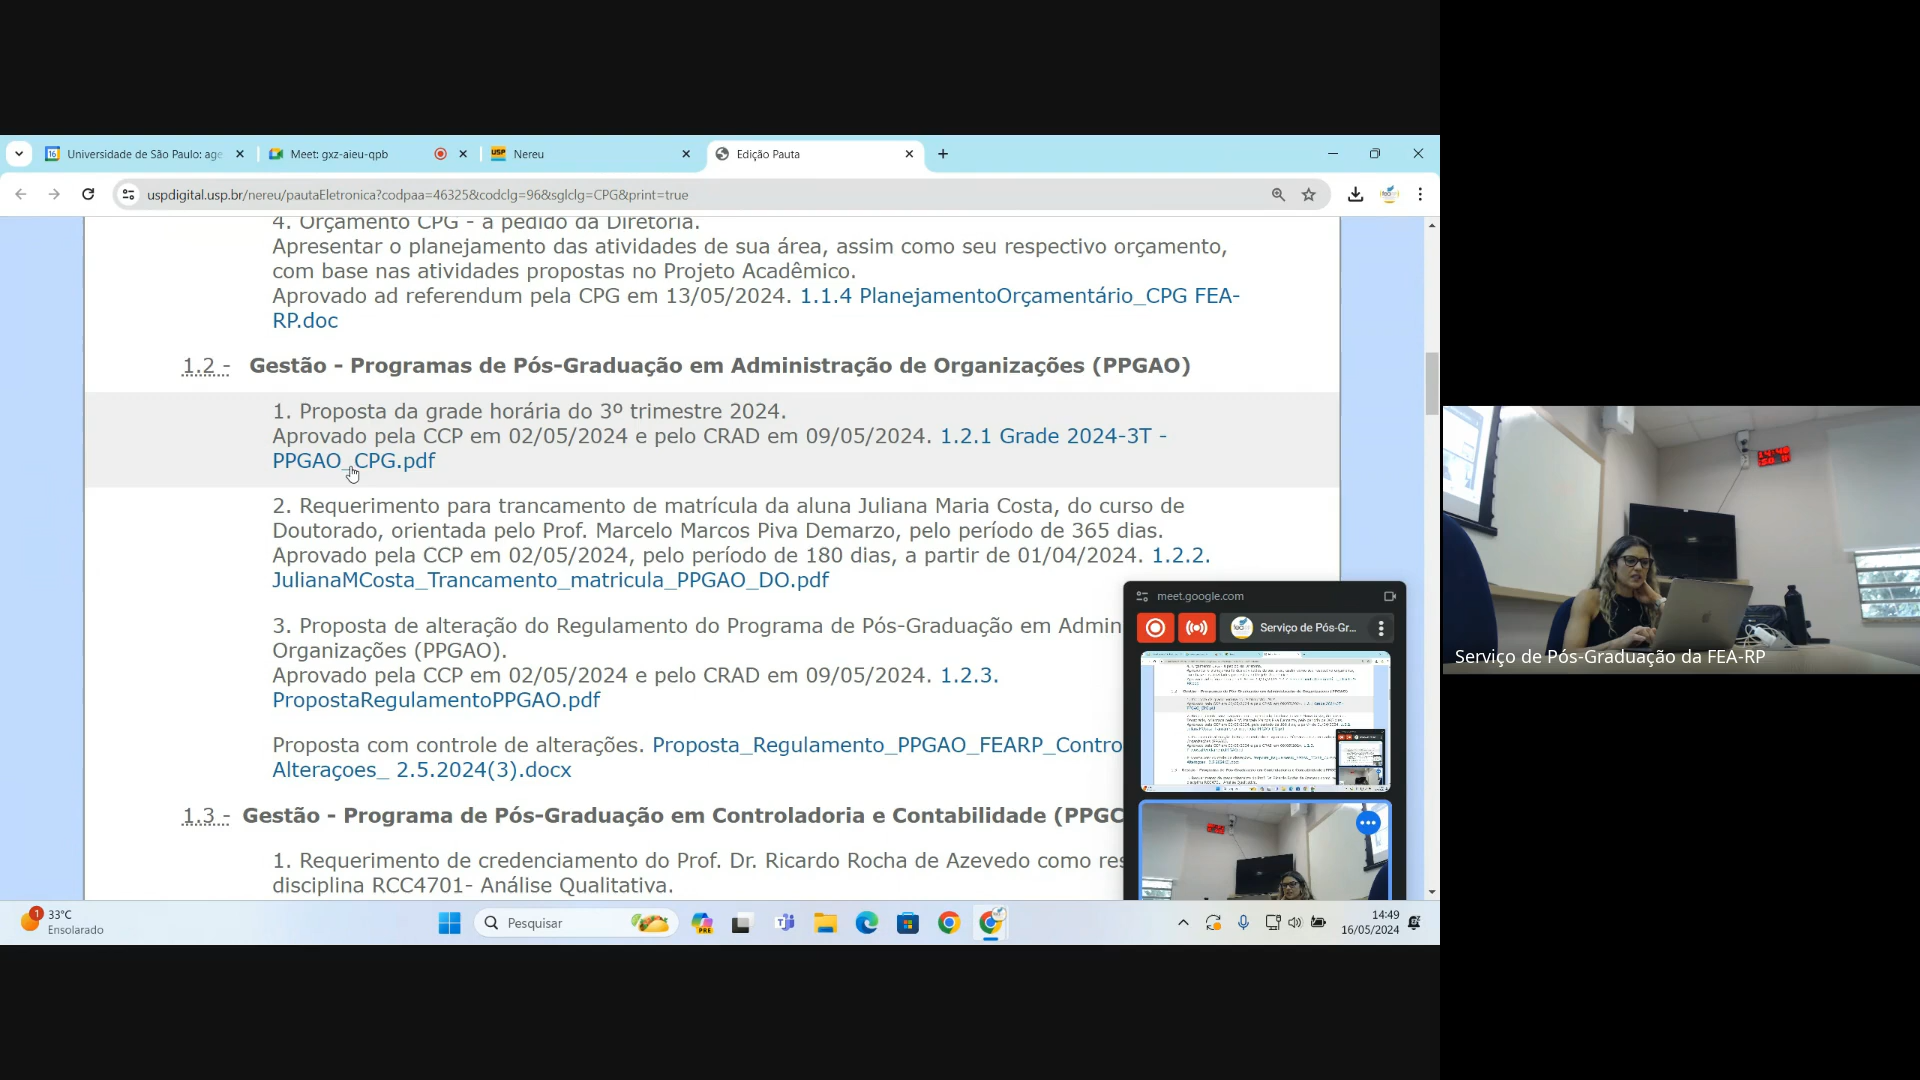 Universidade de São Paulo: age
Meet: gxz-aieu-qpb
Nereu
Edição Pauta
uspdigital.usp.br/nereu/pautaEletronica?codpaa=46325&codclg=96&sglclg=CPG&print=true
4. Orçamento CPG - a pedido da Diretoria.
Apresentar o planejamento das atividades de sua área, assim como seu respectivo orçamento,
com base nas atividades propostas no Projeto Acadêmico.
Aprovado ad referendum pela CPG em 13/05/2024. 1.1.4 PlanejamentoOrçamentário_CPG FEA-
RP.doc
1.2 - Gestão - Programas de Pós-Graduação em Administração de Organizações (PPGAO)
1. Proposta da grade horária do 3º trimestre 2024.
Aprovado pela CCP em 02/05/2024 e pelo CRAD em 09/05/2024. 1.2.1 Grade 2024-3T -
PPGAO_CPG.pdf
2. Requerimento para trancamento de matrícula da aluna Juliana Maria Costa, do curso de
Doutorado, orientada pelo Prof. Marcelo Marcos Piva Demarzo, pelo período de 365 dias.
Aprovado pela CCP em 02/05/2024, pelo período de 180 dias, a partir de 01/04/2024. 1.2.2.
JulianaMCosta_Trancamento_matricula_PPGAO_DO.pdf
3. Proposta de alteração do Regulamento do Programa de Pós-Graduação em Admin
Organizações (PPGAO).
Aprovado pela CCP em 02/05/2024 e pelo CRAD em 09/05/2024. 1.2.3.
PropostaRegulamentoPPGAO.pdf
Proposta com controle de alterações. Proposta_Regulamento_PPGAO_FEARP_Contro
Alteraçoes_ 2.5.2024(3).docx
1.3 - Gestão - Programa de Pós-Graduação em Controladoria e Contabilidade (PPGC
1. Requerimento de credenciamento do Prof. Dr. Ricardo Rocha de Azevedo como res
disciplina RCC4701- Análise Qualitativa.
meet.google.com
Serviço de Pós-Gr...
Serviço de Pós-Graduação da FEA-RP
1
33°C
Ensolarado
Pesquisar
PRE
14:49
16/05/2024